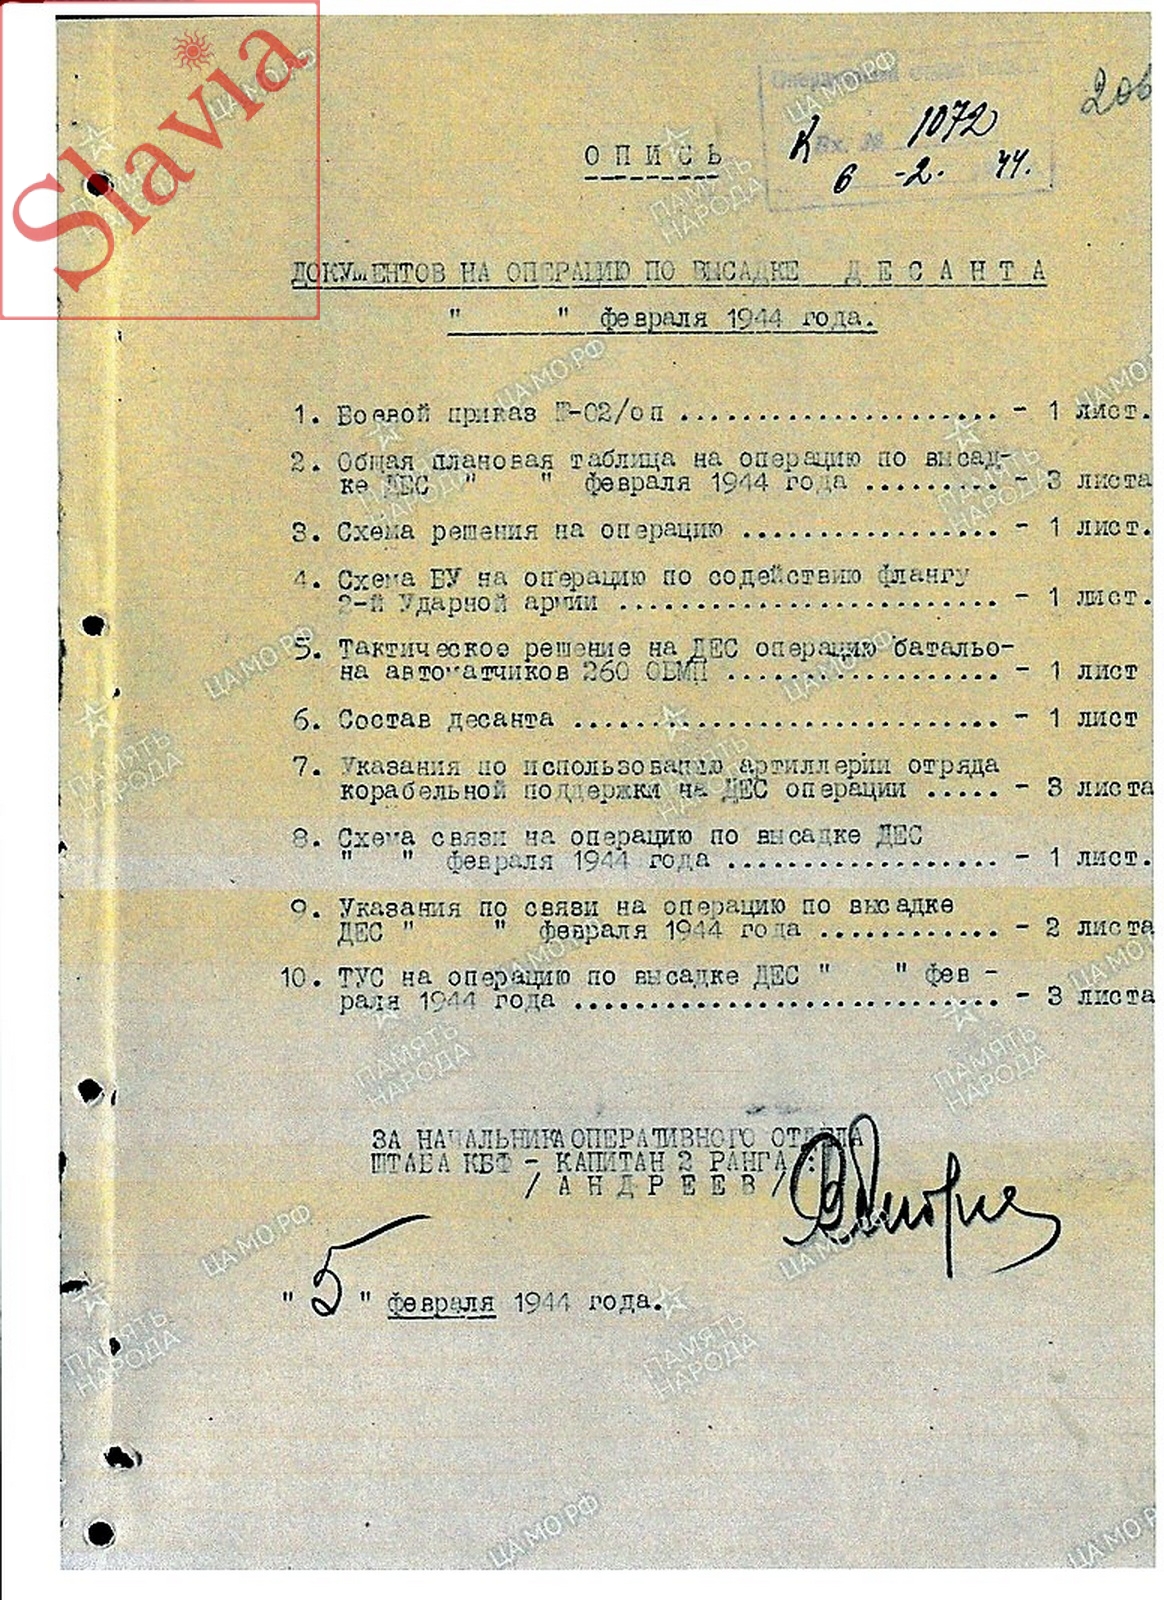 Slavia
206
Вх. №
К 1072
6 -2. 44.
О П И С Ь
ДОКУМЕНТОВ НА ОПЕРАЦИЮ ПО ВЫСАДКЕ Д Е С А Н Т А
" " февраля 1944 года.
1. Боевой приказ -02/оп ..................... - 1 лист.
2. Общая плановая таблица на операцию по высад-
ке ДЕС " " февраля 1944 года ......... - 3 листа
3. Схема решения на операцию ................. - 1 лист.
4. Схема БУ на операцию по содействию флангу
2-й Ударной армии ......................... - 1 лист.
5. Тактическое решение на ДЕС операцию баталь­о-
на автоматчиков 260 ОБМП .................. - 1 лист
6. Состав десанта ............................ - 1 лист
7. Указания по использованию артиллерии отряда
корабельной поддержки на ДЕС операции ..... - 3 листа
8. Схема связи на операцию по высадке ДЕС
" " февраля 1944 года .................. - 1 лист.
9. Указания по связи на операцию по высадке
ДЕС " " февраля 1944 года ............ - 2 листа
10. ТУС на операцию по высадке ДЕС " " фев -
раля 1944 года ............................ - 3 листа
ЗА НАЧАЛЬНИКА ОПЕРАТИВНОГО ОТДЕЛА
ШТАБА КБФ - КАПИТАН 2 РАНГА :
/ А Н Д Р Е Е В /
" 5 " февраля 1944 года.
ЦАМО.РФ
ПАМЯТЬ
НАРОДА